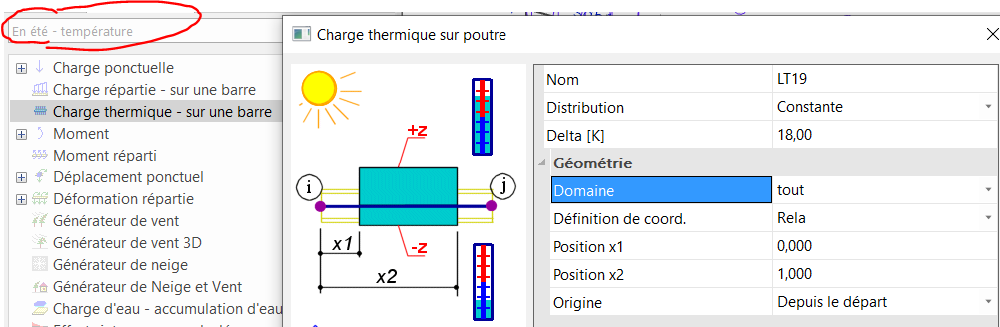 En été - température
Charge ponctuelle
Charge répartie - sur une barre
Charge thermique - sur une barre
Moment
Moment réparti
Déplacement ponctuel
Déformation répartie
Générateur de vent
Générateur de vent 3D
Générateur de neige
Générateur de Neige et Vent
Charge d'eau - accumulation d'eau
Charge thermique sur poutre
+z
i
j
x1
-z
x2
Nom LT19
Distribution Constante
Delta [K] 18,00
Géométrie
Domaine tout
Définition de coord. Rela
Position x1 0,000
Position x2 1,000
Origine Depuis le départ